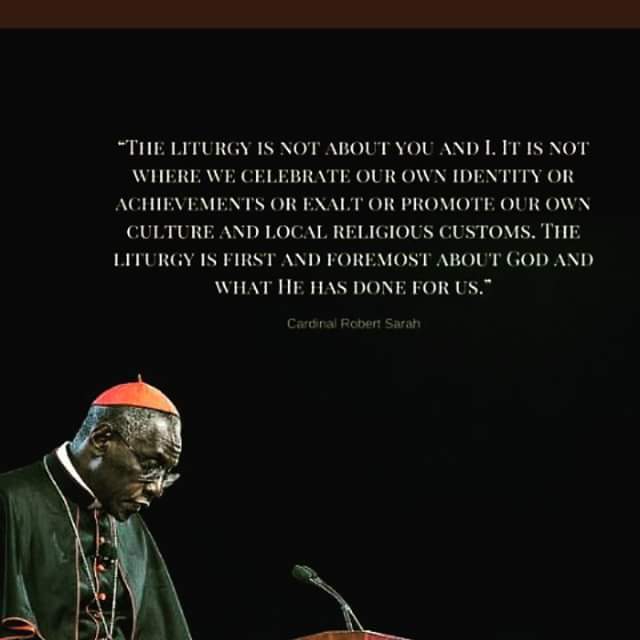 “The liturgy is not about you and I. It is not
where we celebrate our own identity or
achievements or exalt or promote our own
culture and local religious customs. The
liturgy is first and foremost about God and
what He has done for us.”
Cardinal Robert Sarah